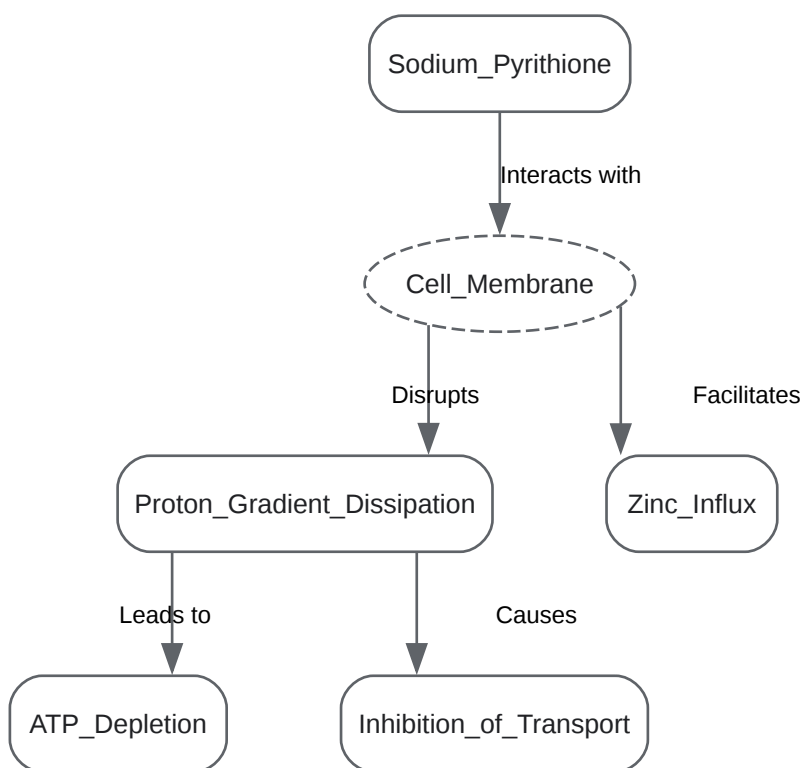 Sodium_Pyrithione
Interacts with
Cell_Membrane
Disrupts
Facilitates
Proton_Gradient_Dissipation
Zinc_Influx
Leads to
Causes
ATP_Depletion
Inhibition_of_Transport